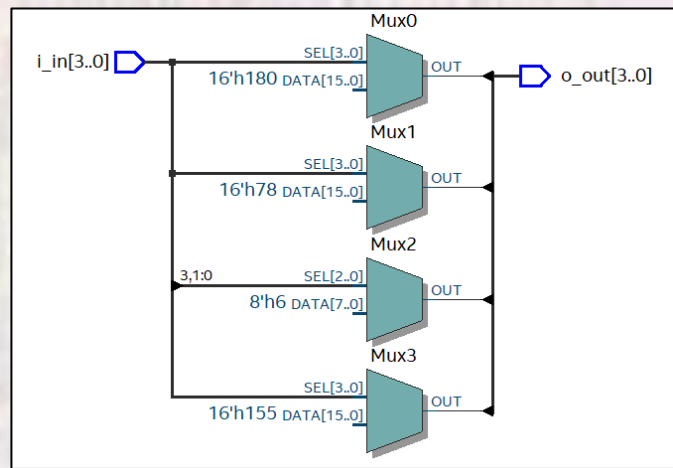 Mux0
i_in[3..0]
SEL[3..0]
16'h180 DATA[15..0]
OUT
o_out[3..0]
Mux1
SEL[3..0]
16'h78 DATA[15..0]
OUT
Mux2
3,1:0
SEL[2..0]
8'h6 DATA[7..0]
OUT
Mux3
SEL[3..0]
16'h155 DATA[15..0]
OUT